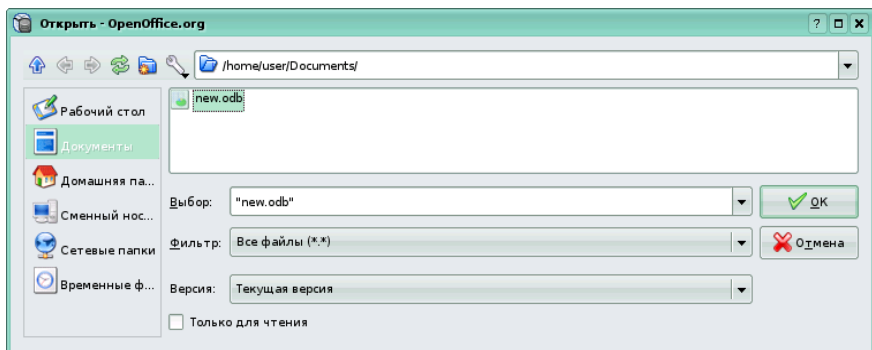 Открыть - OpenOffice.org
/home/user/Documents/
Рабочий стол
Документы
Домашняя па...
Сменный нос...
Сетевые папки
Временные ф...
new.odb
Выбор: "new.odb" OK
Фильтр: Все файлы (*.*) Отмена
Версия: Текущая версия
Только для чтения